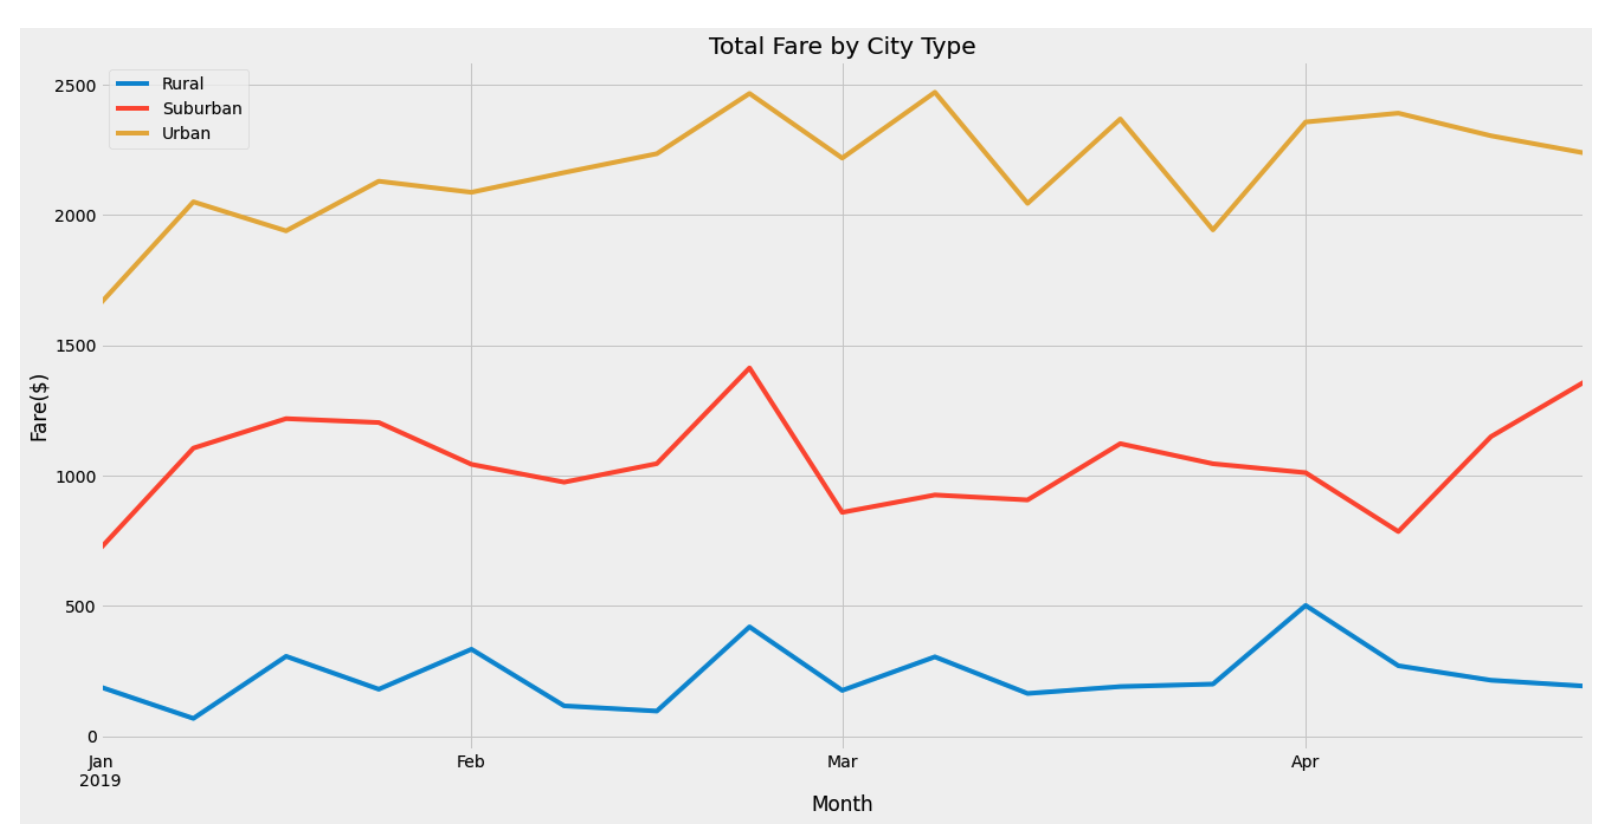 Total Fare by City Type
Rural
Suburban
Urban
2500
2000
1500
1000
500
0
Fare($)
Jan
2019
Feb
Mar
Apr
Month